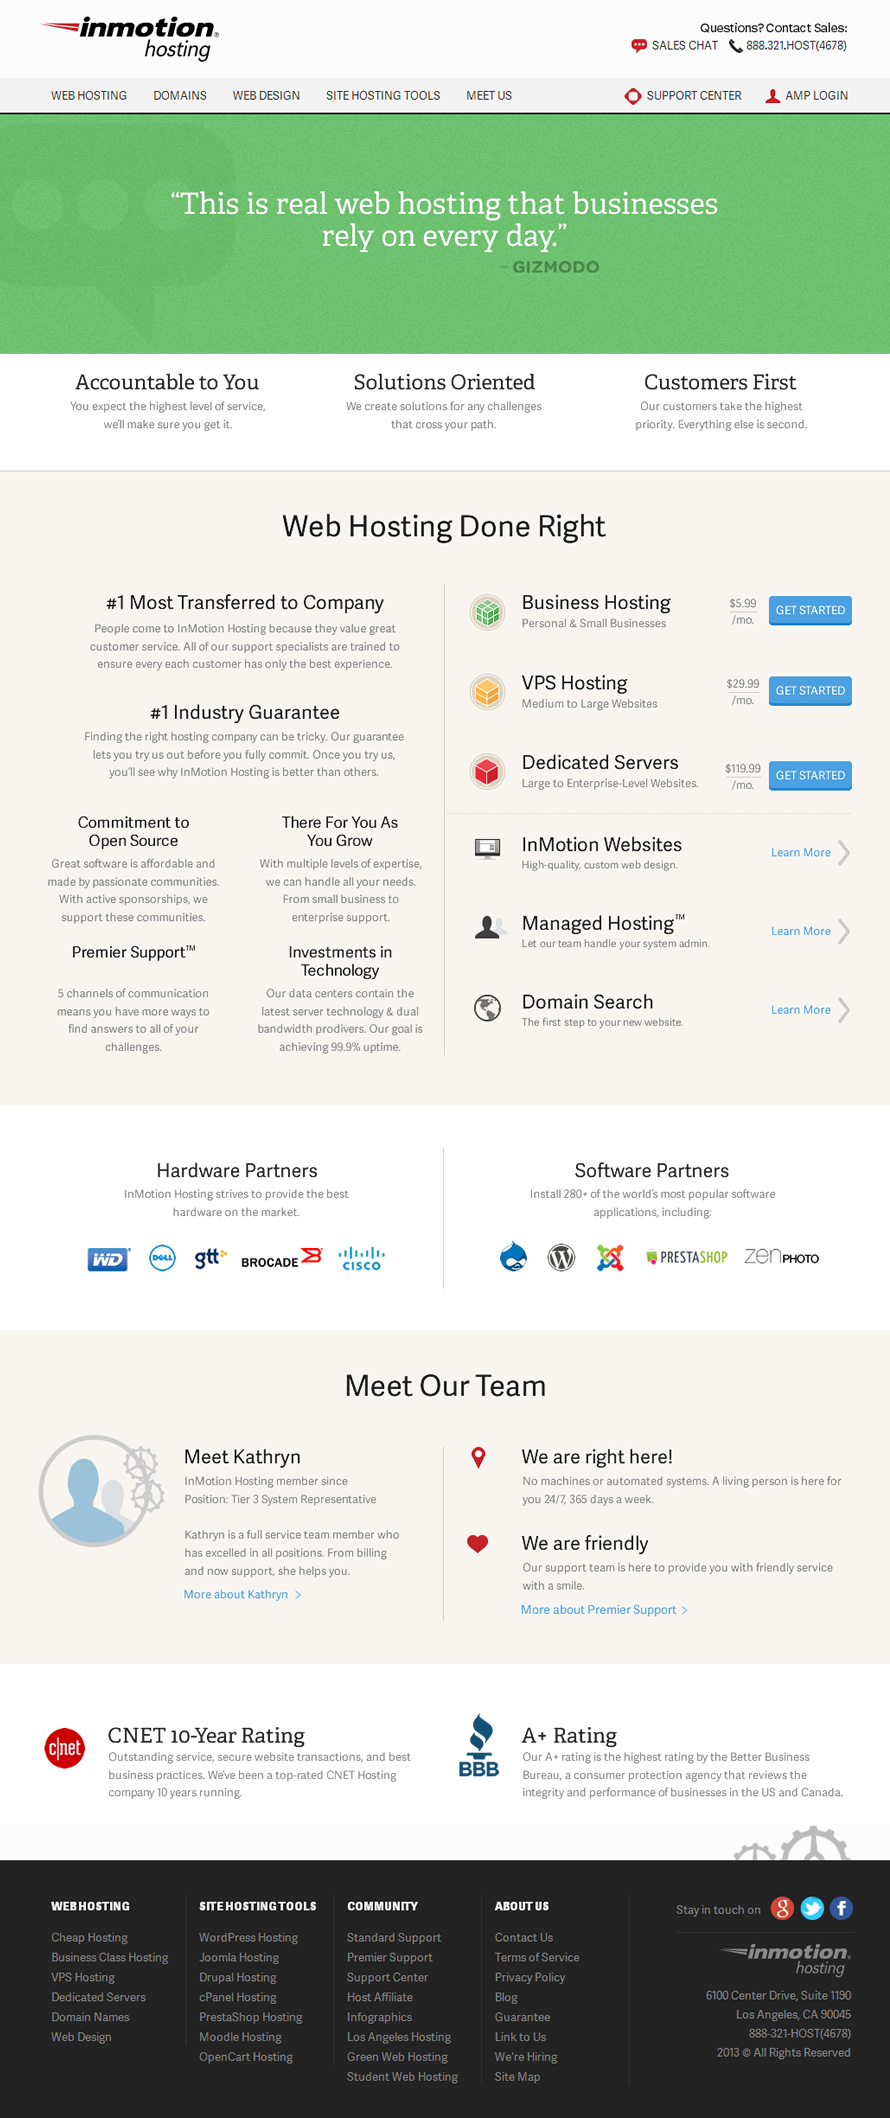 inmotion®
hosting
Questions? Contact Sales:
SALES CHAT 888.321.HOST(4678)
WEB HOSTING DOMAINS WEB DESIGN SITE HOSTING TOOLS MEET US SUPPORT CENTER AMP LOGIN
“This is real web hosting that businesses
rely on every day.”
– GIZMODO
Accountable to You
You expect the highest level of service,
we'll make sure you get it.
Solutions Oriented
We create solutions for any challenges
that cross your path.
Customers First
Our customers take the highest
priority. Everything else is second.
Web Hosting Done Right
#1 Most Transferred to Company
People come to InMotion Hosting because they value great
customer service. All of our support specialists are trained to
ensure every each customer has only the best experience.
#1 Industry Guarantee
Finding the right hosting company can be tricky. Our guarantee
lets you try us out before you fully commit. Once you try us,
you'll see why InMotion Hosting is better than others.
Commitment to
Open Source
Great software is affordable and
made by passionate communities.
With active sponsorships, we
support these communities.
There For You As
You Grow
With multiple levels of expertise,
we can handle all your needs.
From small business to
enterprise support.
Premier Support™
5 channels of communication
means you have more ways to
find answers to all of your
challenges.
Investments in
Technology
Our data centers contain the
latest server technology & dual
bandwidth prodivers. Our goal is
achieving 99.9% uptime.
Business Hosting
Personal & Small Businesses
$5.99
/mo.
GET STARTED
VPS Hosting
Medium to Large Websites
$29.99
/mo.
GET STARTED
Dedicated Servers
Large to Enterprise-Level Websites.
$119.99
/mo.
GET STARTED
InMotion Websites
High-quality, custom web design.
Learn More
Managed Hosting™
Let our team handle your system admin.
Learn More
Domain Search
The first step to your new website.
Learn More
Hardware Partners
InMotion Hosting strives to provide the best
hardware on the market.
WD DELL gtt BROCADE CISCO
Software Partners
Install 280+ of the world's most popular software
applications, including:
PRESTASHOP zenPHOTO
Meet Our Team
Meet Kathryn
InMotion Hosting member since
Position: Tier 3 System Representative
Kathryn is a full service team member who
has excelled in all positions. From billing
and now support, she helps you.
More about Kathryn >
We are right here!
No machines or automated systems. A living person is here for
you 24/7, 365 days a week.
We are friendly
Our support team is here to provide you with friendly service
with a smile.
More about Premier Support >
c|net
CNET 10-Year Rating
Outstanding service, secure website transactions, and best
business practices. We've been a top-rated CNET Hosting
company 10 years running.
BBB
A+ Rating
Our A+ rating is the highest rating by the Better Business
Bureau, a consumer protection agency that reviews the
integrity and performance of businesses in the US and Canada.
WEB HOSTING
Cheap Hosting
Business Class Hosting
VPS Hosting
Dedicated Servers
Domain Names
Web Design
SITE HOSTING TOOLS
WordPress Hosting
Joomla Hosting
Drupal Hosting
cPanel Hosting
PrestaShop Hosting
Moodle Hosting
OpenCart Hosting
COMMUNITY
Standard Support
Premier Support
Support Center
Host Affiliate
Infographics
Los Angeles Hosting
Green Web Hosting
Student Web Hosting
ABOUT US
Contact Us
Terms of Service
Privacy Policy
Blog
Guarantee
Link to Us
We're Hiring
Site Map
Stay in touch on
inmotion®
hosting
6100 Center Drive, Suite 1190
Los Angeles, CA 90045
888-321-HOST(4678)
2013 © All Rights Reserved